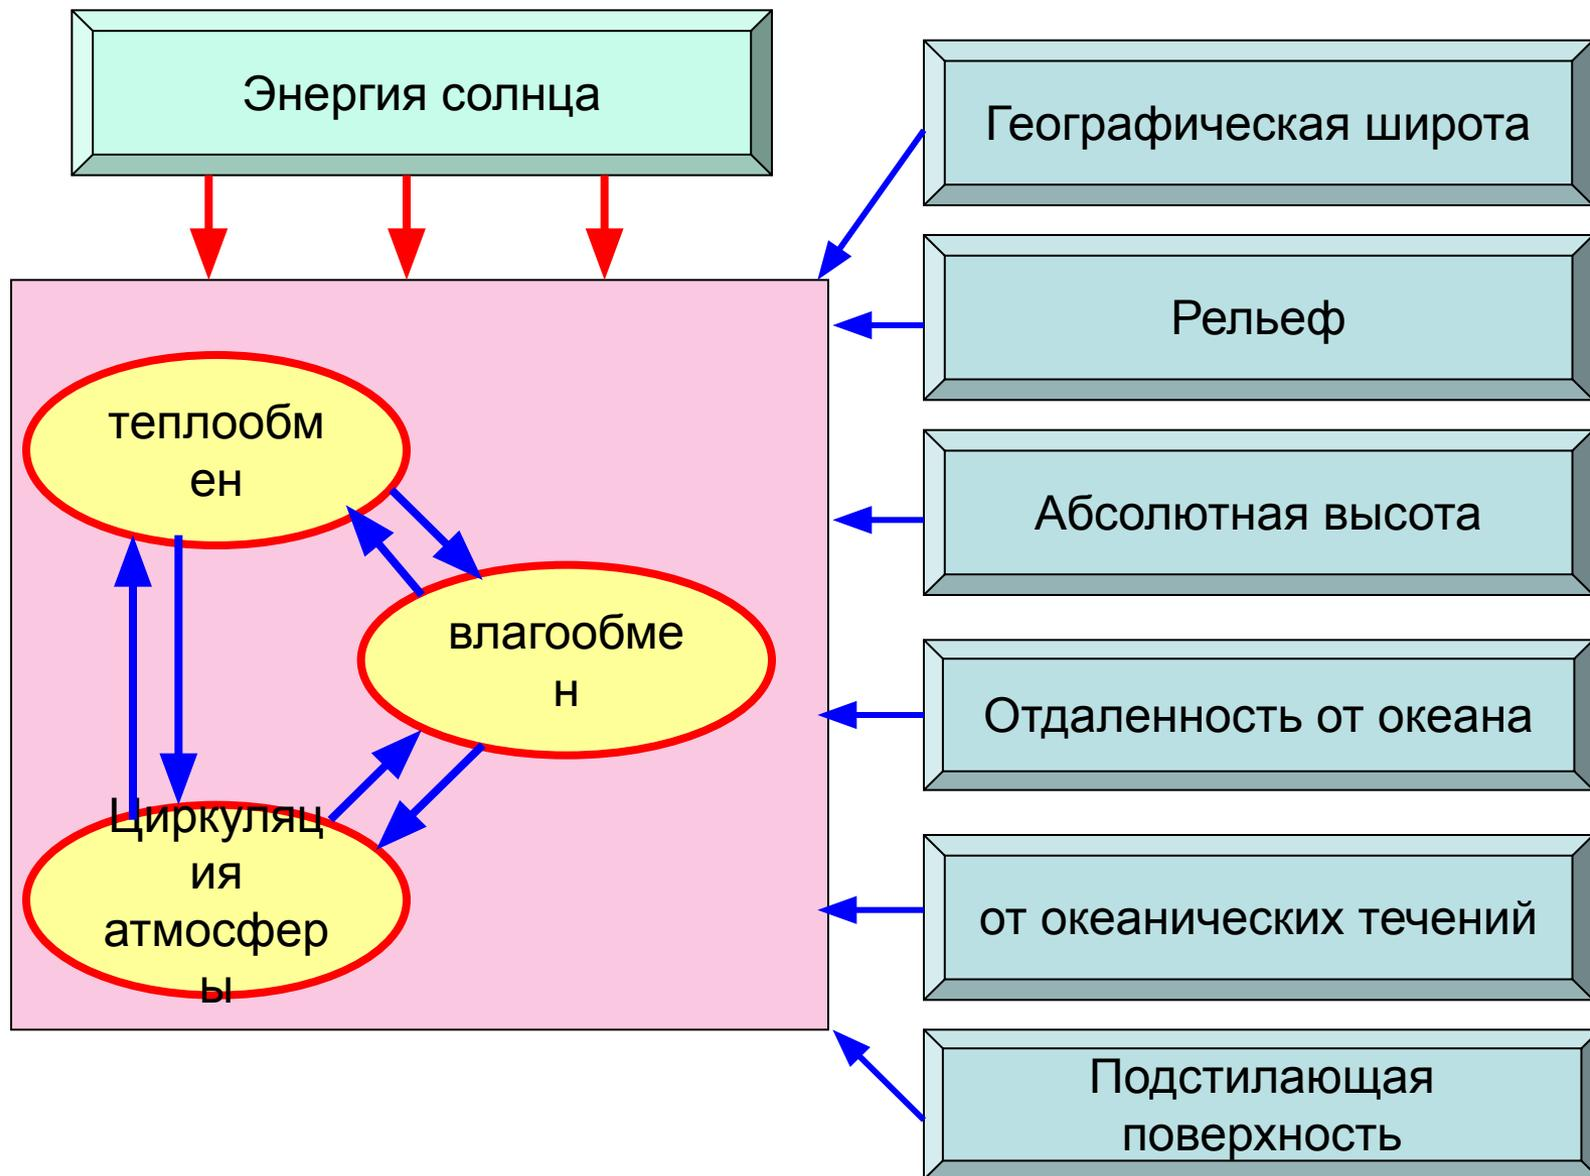 Энергия солнца
Географическая широта
Рельеф
теплообм
ен
Абсолютная высота
влагообме
н
Отдаленность от океана
Циркуляц
ия
атмосфер
ы
от океанических течений
Подстилающая
поверхность